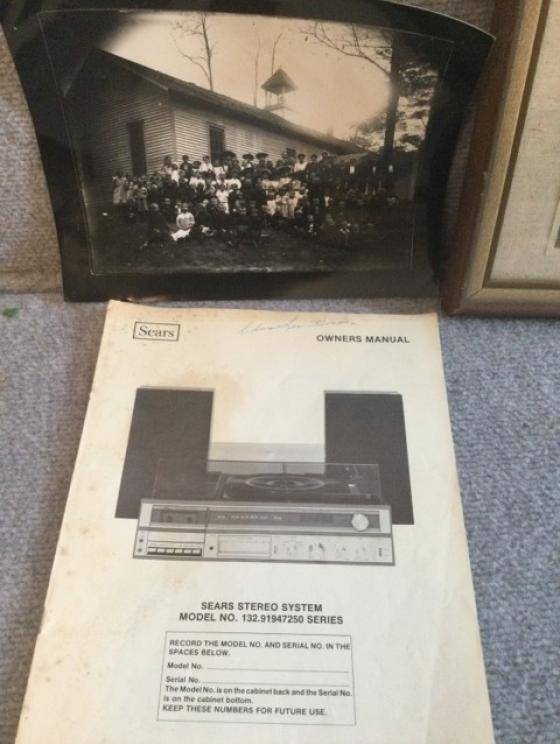 Sears
OWNERS MANUAL
SEARS STEREO SYSTEM
MODEL NO. 132.91947250 SERIES
RECORD THE MODEL NO. AND SERIAL NO. IN THE
SPACES BELOW.
Model No.
Serial No.
The Model No. is on the cabinet back and the Serial No.
is on the cabinet bottom.
KEEP THESE NUMBERS FOR FUTURE USE.